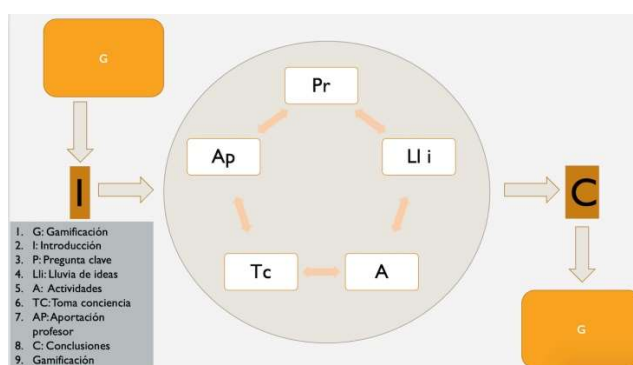 G
Pr
Ap
Ll i
I
C
Tc
A
1. G: Gamificación
2. I: Introducción
3. P: Pregunta clave
4. Lli: Lluvia de ideas
5. A: Actividades
6. TC: Toma conciencia
7. AP: Aportación
profesor
8. C: Conclusiones
9. Gamificación
G